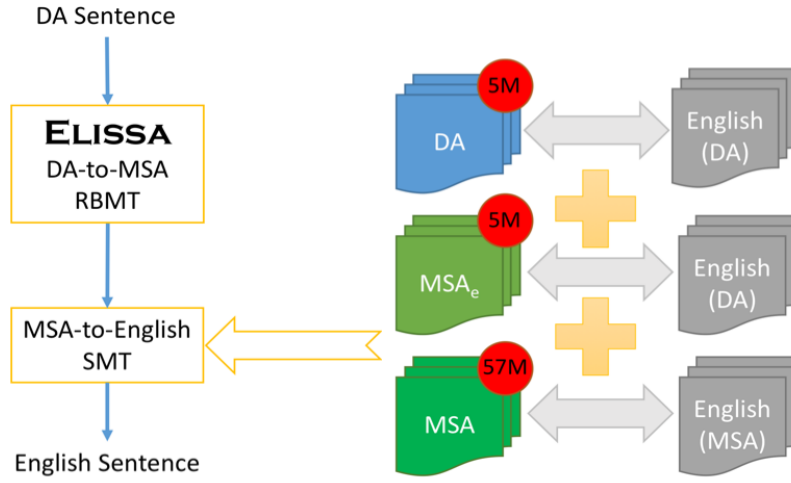 DA Sentence
ELISSA
DA-to-MSA
RBMT
MSA-to-English
SMT
English Sentence
5M
DA
English
(DA)
5M
MSAe
English
(DA)
57M
MSA
English
(MSA)